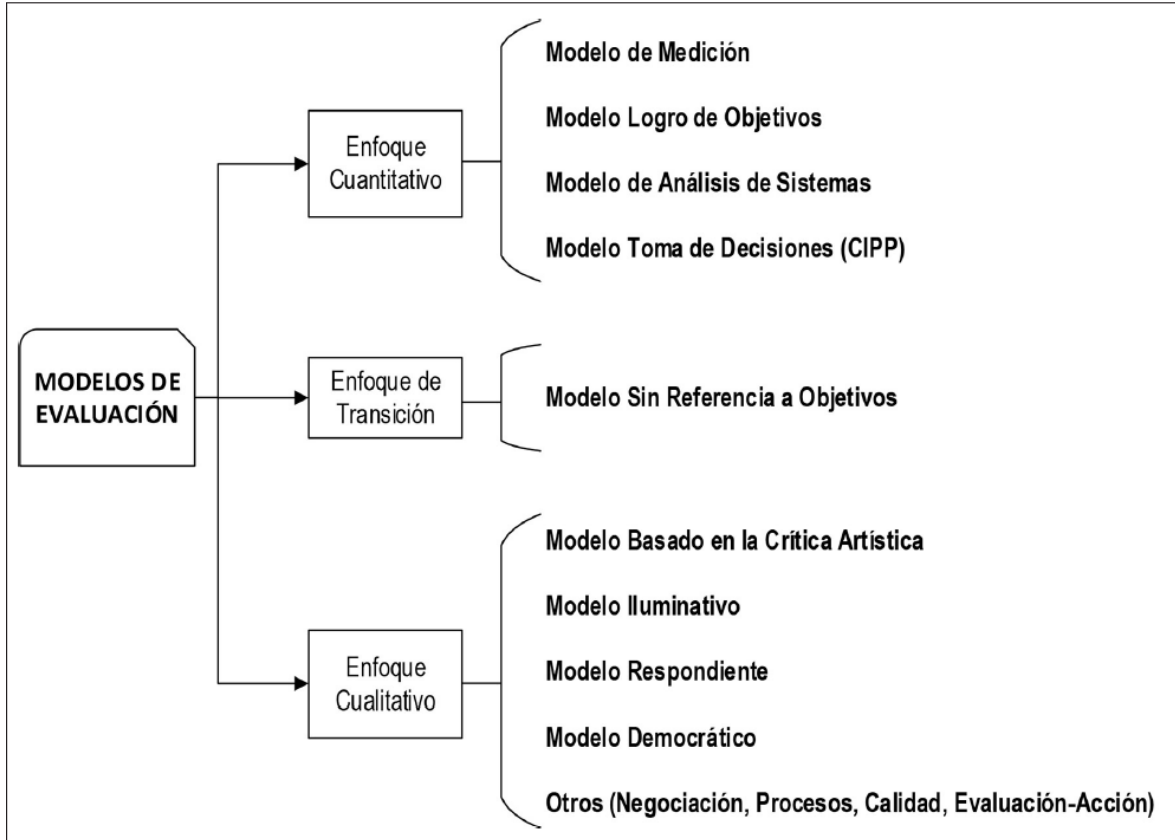 MODELOS DE
EVALUACIÓN
Enfoque
Cuantitativo
Modelo de Medición
Modelo Logro de Objetivos
Modelo de Análisis de Sistemas
Modelo Toma de Decisiones (CIPP)
Enfoque de
Transición
Modelo Sin Referencia a Objetivos
Enfoque
Cualitativo
Modelo Basado en la Crítica Artística
Modelo Iluminativo
Modelo Respondiente
Modelo Democrático
Otros (Negociación, Procesos, Calidad, Evaluación-Acción)